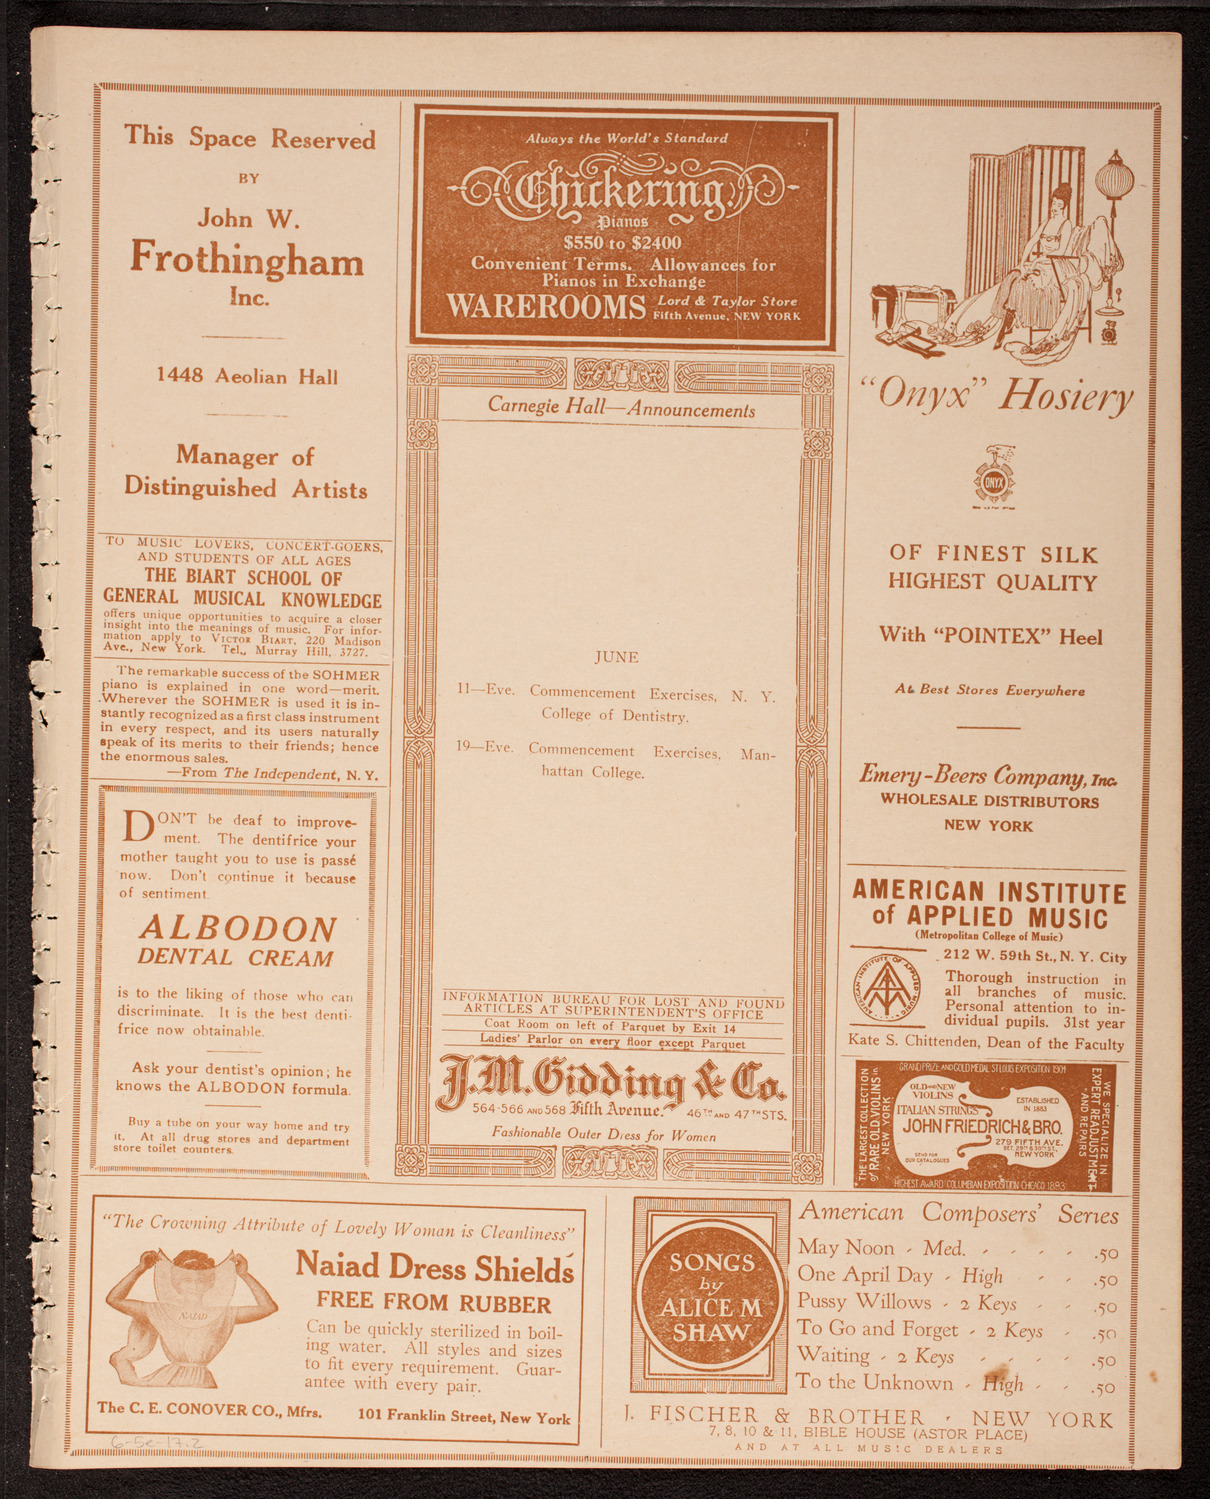 This Space Reserved
BY
John W.
Frothingham
Inc.
1448 Aeolian Hall
Manager of
Distinguished Artists
TO MUSIC LOVERS, CONCERT-GOERS,
AND STUDENTS OF ALL AGES
THE BIART SCHOOL OF
GENERAL MUSICAL KNOWLEDGE
offers unique opportunities to acquire a closer
insight into the meanings of music. For infor-
mation apply to VICTOR BIART, 220 Madison
Ave., New York. Tel., Murray Hill, 3727.
The remarkable success of the SOHMER
piano is explained in one word—merit.
Wherever the SOHMER is used it is in-
stantly recognized as a first class instrument
in every respect, and its users naturally
speak of its merits to their friends; hence
the enormous sales.
—From The Independent, N. Y.
DON'T be deaf to improve-
ment. The dentifrice your
mother taught you to use is passé
now. Don't continue it because
of sentiment.
ALBODON
DENTAL CREAM
is to the liking of those who can
discriminate. It is the best denti-
frice now obtainable.
Ask your dentist's opinion; he
knows the ALBODON formula.
Buy a tube on your way home and try
it. At all drug stores and department
store toilet counters.
Always the World's Standard
Chickering
Pianos
$550 to $2400
Convenient Terms. Allowances for
Pianos in Exchange
WAREROOMS Lord & Taylor Store
Fifth Avenue, NEW YORK
Carnegie Hall—Announcements
JUNE
11—Eve. Commencement Exercises, N. Y.
College of Dentistry.
19—Eve. Commencement Exercises, Man-
hattan College.
INFORMATION BUREAU FOR LOST AND FOUND
ARTICLES AT SUPERINTENDENT'S OFFICE
Coat Room on left of Parquet by Exit 14
Ladies' Parlor on every floor except Parquet
J. M. Gidding & Co.
564-566 AND 568 Fifth Avenue. 46TH AND 47TH STS.
Fashionable Outer Dress for Women
"Onyx" Hosiery
ONYX
OF FINEST SILK
HIGHEST QUALITY
With "POINTEX" Heel
At Best Stores Everywhere
Emery-Beers Company, Inc.
WHOLESALE DISTRIBUTORS
NEW YORK
AMERICAN INSTITUTE
of APPLIED MUSIC
(Metropolitan College of Music)
212 W. 59th St., N. Y. City
AMERICAN INSTITUTE OF APPLIED MUSIC
Thorough instruction in
all branches of music.
Personal attention to in-
dividual pupils. 31st year
Kate S. Chittenden, Dean of the Faculty
GRAND PRIZE AND GOLD MEDAL ST LOUIS EXPOSITION 1904
THE LARGEST COLLECTION
of RARE OLD VIOLINS in
NEW YORK
OLD AND NEW
VIOLINS
ITALIAN STRINGS
ESTABLISHED
IN 1883
JOHN FRIEDRICH & BRO.
279 FIFTH AVE.
BET. 29TH & 30TH ST.,
NEW YORK
SEND FOR
OUR CATALOGUES
WE SPECIALIZE IN
EXPERT READJUSTMENT
AND REPAIRS
HIGHEST AWARD COLUMBIAN EXPOSITION CHICAGO 1893
"The Crowning Attribute of Lovely Woman is Cleanliness"
NAIAD
Naiad Dress Shields
FREE FROM RUBBER
Can be quickly sterilized in boil-
ing water. All styles and sizes
to fit every requirement. Guar-
antee with every pair.
The C. E. CONOVER CO., Mfrs. 101 Franklin Street, New York
6-5e-17.2
SONGS
by
ALICE M
SHAW
American Composers' Series
May Noon - Med. - - - - .50
One April Day - High - - .50
Pussy Willows - 2 Keys - - .50
To Go and Forget - 2 Keys - .50
Waiting - 2 Keys - - - - .50
To the Unknown - High - - .50
J. FISCHER & BROTHER - NEW YORK
7, 8, 10 & 11, BIBLE HOUSE (ASTOR PLACE)
AND AT ALL MUSIC DEALERS